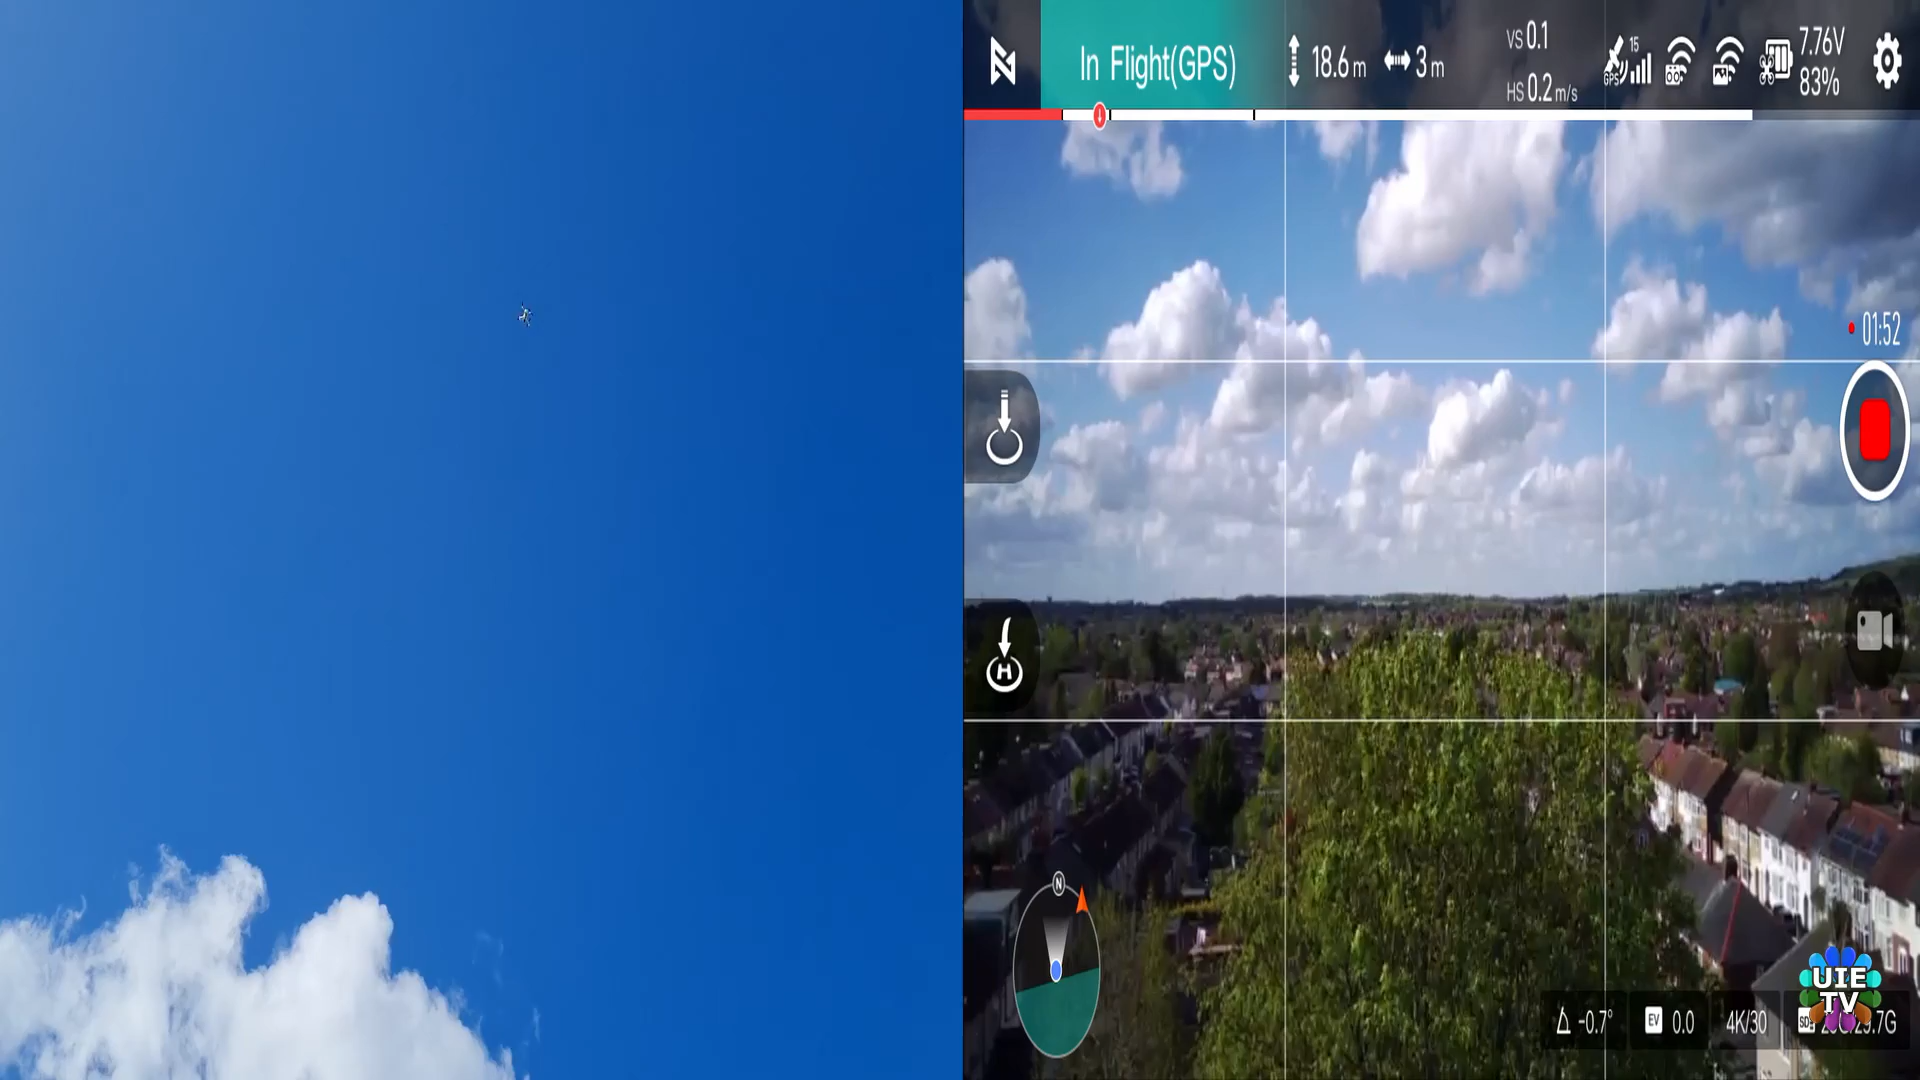 In Flight(GPS)
18.6m
3m
VS 0.1
HS 0.2 m/s
GPS
15
7.76V
83%
01:52
H
N
UIE
TV
-0.7°
EV
0.0
4K/30